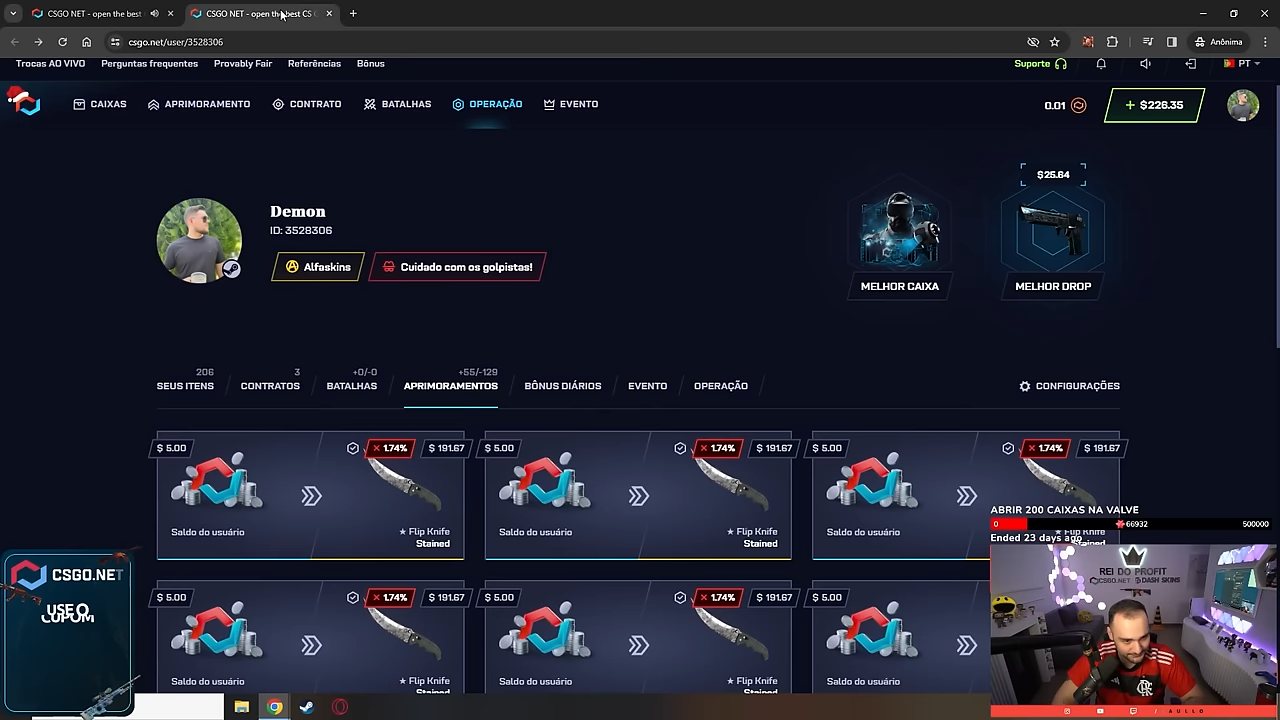 CSGO NET - open the best
CSGO NET - open the best CS
csgo.net/user/3528306
Anônima
Trocas AO VIVO
Perguntas frequentes
Provably Fair
Referências
Bônus
Suporte
PT
CAIXAS
APRIMORAMENTO
CONTRATO
BATALHAS
OPERAÇÃO
EVENTO
0.01
+ $226.35
Demon
ID: 3528306
Alfaskins
Cuidado com os golpistas!
MELHOR CAIXA
$25.64
MELHOR DROP
206
SEUS ITENS
3
CONTRATOS
+0/-0
BATALHAS
+55/-129
APRIMORAMENTOS
BÔNUS DIÁRIOS
EVENTO
OPERAÇÃO
CONFIGURAÇÕES
$ 5.00
× 1.74%
$ 191.67
Saldo do usuário
★ Flip Knife
Stained
$ 5.00
× 1.74%
$ 191.67
Saldo do usuário
★ Flip Knife
Stained
$ 5.00
× 1.74%
$ 191.67
Saldo do usuário
★ Flip Knife
Stained
$ 5.00
× 1.74%
$ 191.67
Saldo do usuário
★ Flip Knife
$ 5.00
× 1.74%
$ 191.67
Saldo do usuário
★ Flip Knife
$ 5.00
Saldo do usuário
ABRIR 200 CAIXAS NA VALVE
0
66932
500000
Ended 23 days ago
REI DO PROFIT
CSGO.NET
DASH SKINS
AULLO
CSGO.NET
USE O
CUPOM